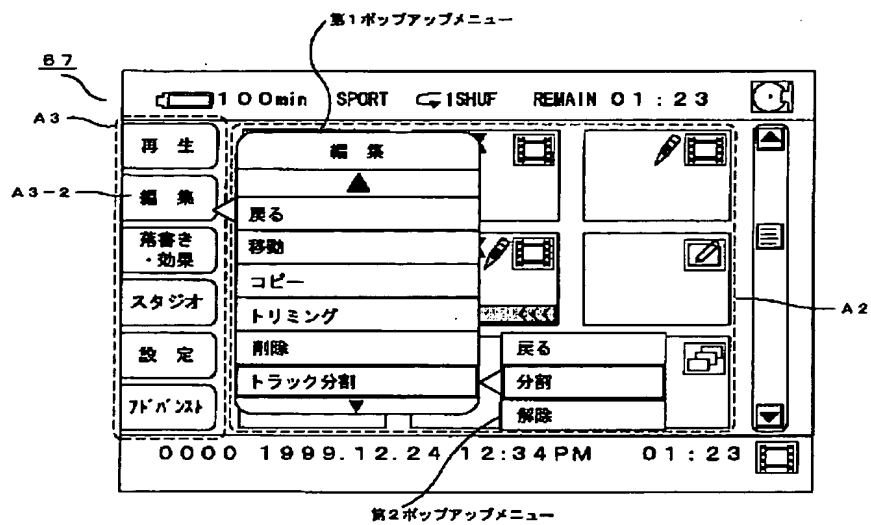 第1ポップアップメニュー
67
100min SPORT 1SHUF REMAIN 01:23
A3
再 生
A3-2
編 集
落書き
・効果
スタジオ
設 定
アドバンスト
編 集
戻る
移動
コピー
トリミング
削除
トラック分割
戻る
分割
解除
A2
0000 1999.12.24 12:34PM 01:23
第2ポップアップメニュー